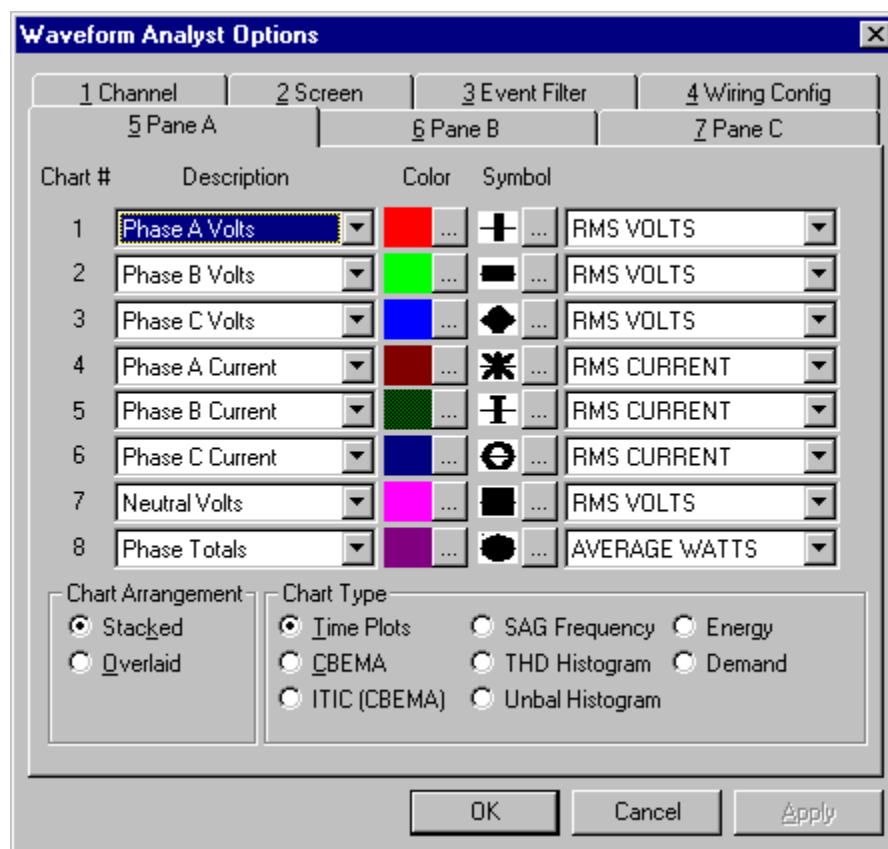 Waveform Analyst Options
1 Channel 2 Screen 3 Event Filter 4 Wiring Config
5 Pane A 6 Pane B 7 Pane C
Chart # Description Color Symbol
1 Phase A Volts ... ... RMS VOLTS
2 Phase B Volts ... ... RMS VOLTS
3 Phase C Volts ... ... RMS VOLTS
4 Phase A Current ... ... RMS CURRENT
5 Phase B Current ... ... RMS CURRENT
6 Phase C Current ... ... RMS CURRENT
7 Neutral Volts ... ... RMS VOLTS
8 Phase Totals ... ... AVERAGE WATTS
Chart Arrangement Chart Type
Stacked Time Plots SAG Frequency Energy
Overlaid CBEMA THD Histogram Demand
ITIC (CBEMA) Unbal Histogram
OK Cancel Apply